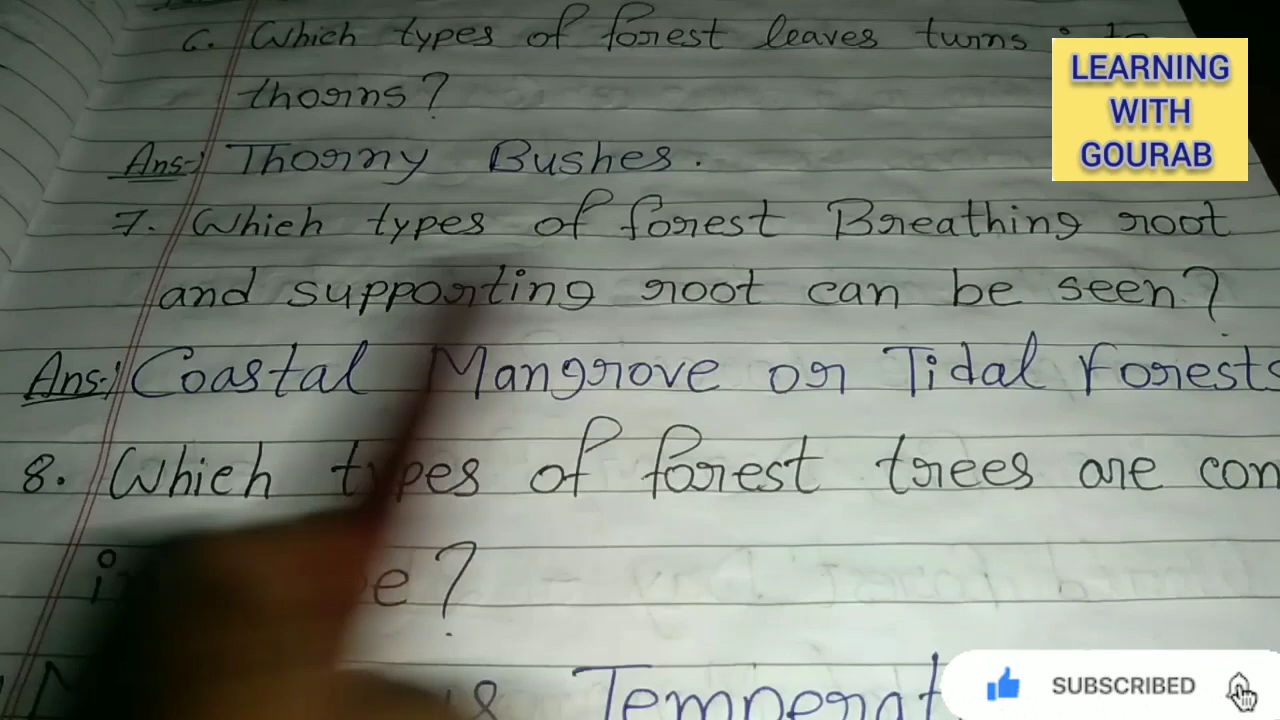 6. Which types of forest leaves turns
thorns?
Ans:- Thorny Bushes.
7. Which types of forest Breathing root
and supporting root can be seen?
Ans:- Coastal Mangrove or Tidal Forests
8. Which types of forest trees are con
e?
& Temperat
LEARNING
WITH
GOURAB
SUBSCRIBED